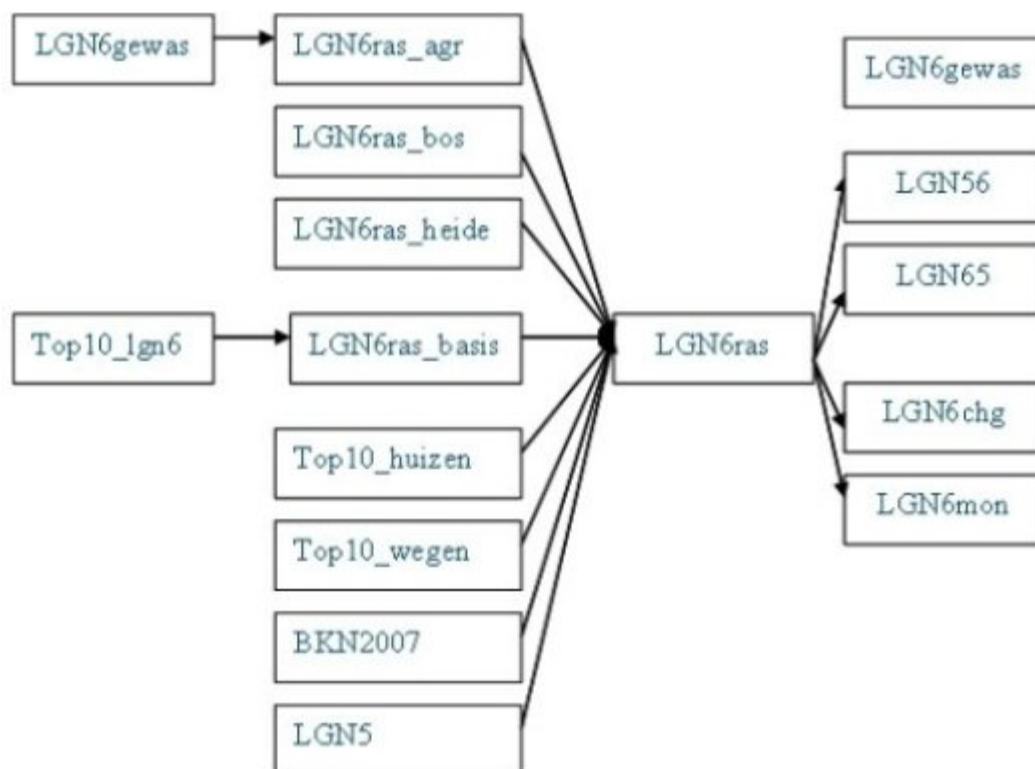 LGN6gewas
LGN6ras_agr
LGN6gewas
LGN6ras_bos
LGN56
LGN6ras_heide
LGN65
Top10_lgn6
LGN6ras_basis
LGN6ras
LGN6chg
Top10_huizen
LGN6mon
Top10_wegen
BKN2007
LGN5